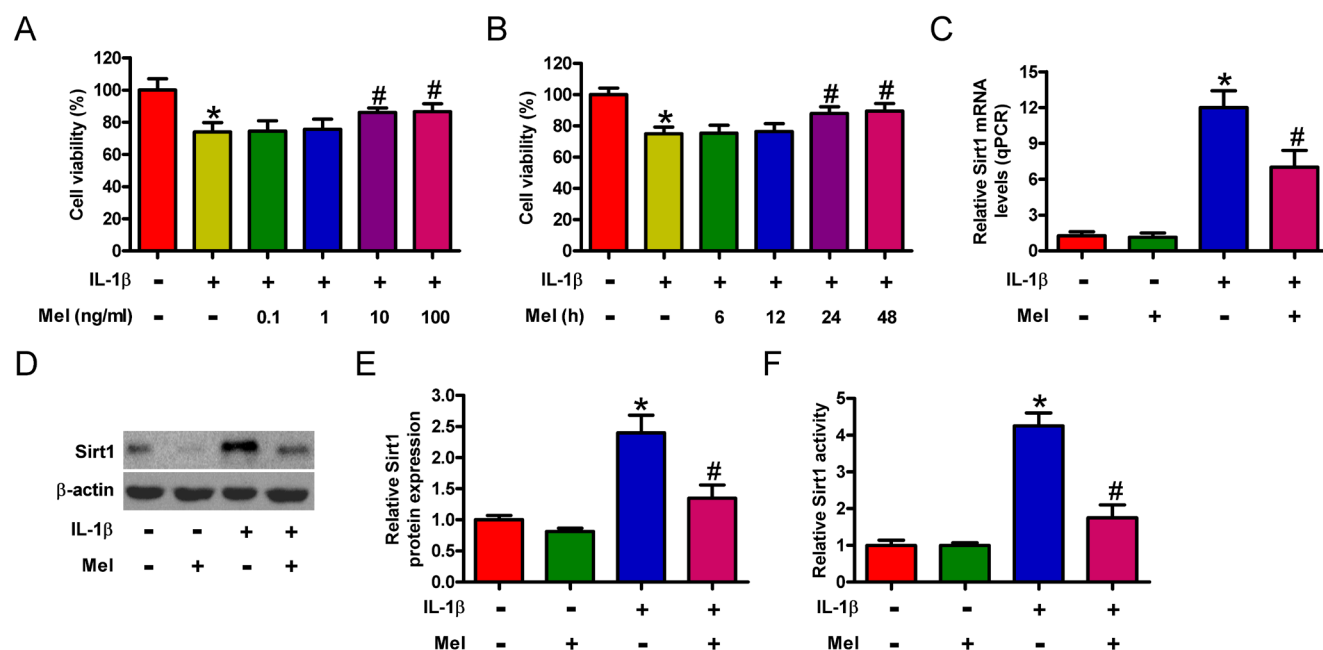 A
Cell viability (%)
120
100
80
60
40
20
0
*
#
#
IL-1β - + + + + +
Mel (ng/ml) - - 0.1 1 10 100
B
Cell viability (%)
120
100
80
60
40
20
0
*
#
#
IL-1β - + + + + +
Mel (h) - - 6 12 24 48
C
Relative Sirt1 mRNA
levels (qPCR)
15
12
9
6
3
0
*
#
IL-1β - - + +
Mel - + - +
D
Sirt1
β-actin
IL-1β - - + +
Mel - + - +
E
Relative Sirt1
protein expression
3.0
2.5
2.0
1.5
1.0
0.5
0.0
*
#
IL-1β - - + +
Mel - + - +
F
Relative Sirt1 activity
5
4
3
2
1
0
*
#
IL-1β - - + +
Mel - + - +